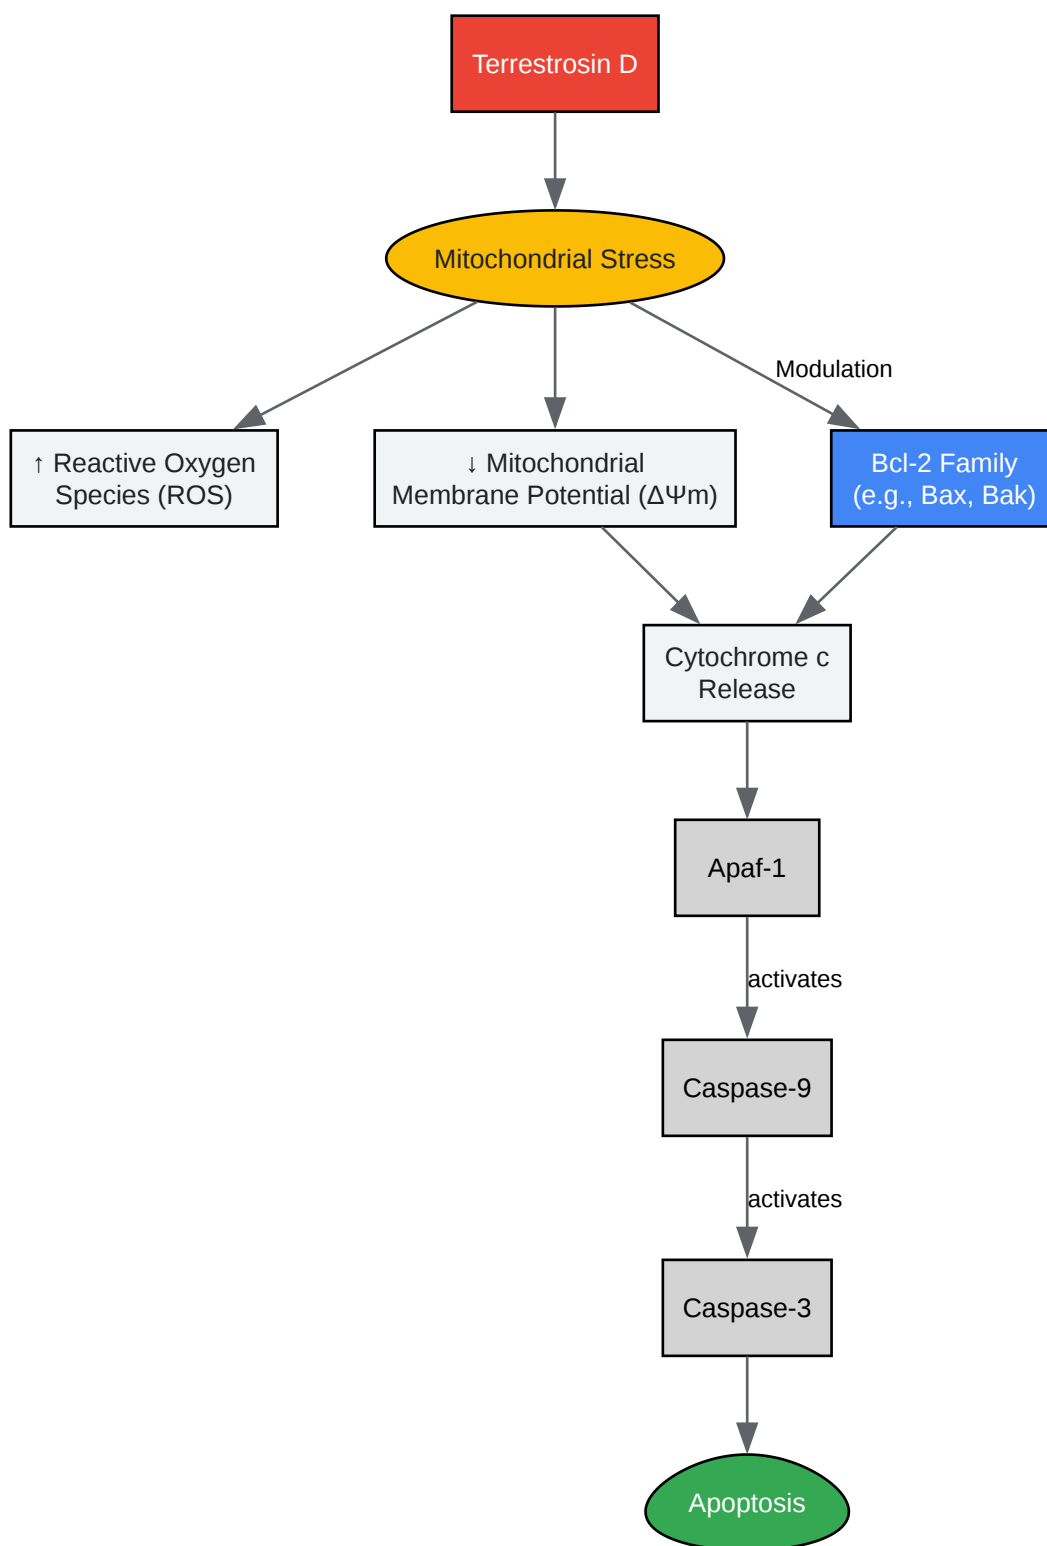 Terrestrosin D
Mitochondrial Stress
Modulation
↑ Reactive Oxygen
Species (ROS)
↓ Mitochondrial
Membrane Potential (ΔΨm)
Bcl-2 Family
(e.g., Bax, Bak)
Cytochrome c
Release
Apaf-1
activates
Caspase-9
activates
Caspase-3
Apoptosis